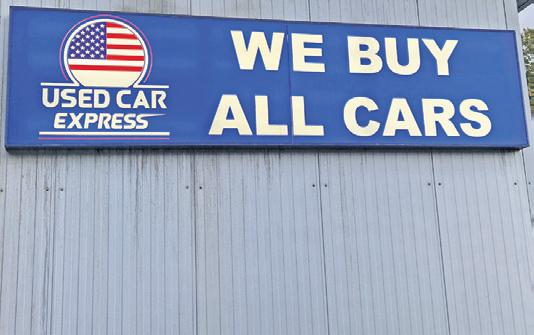 USED CAR
EXPRESS
WE BUY
ALL CARS